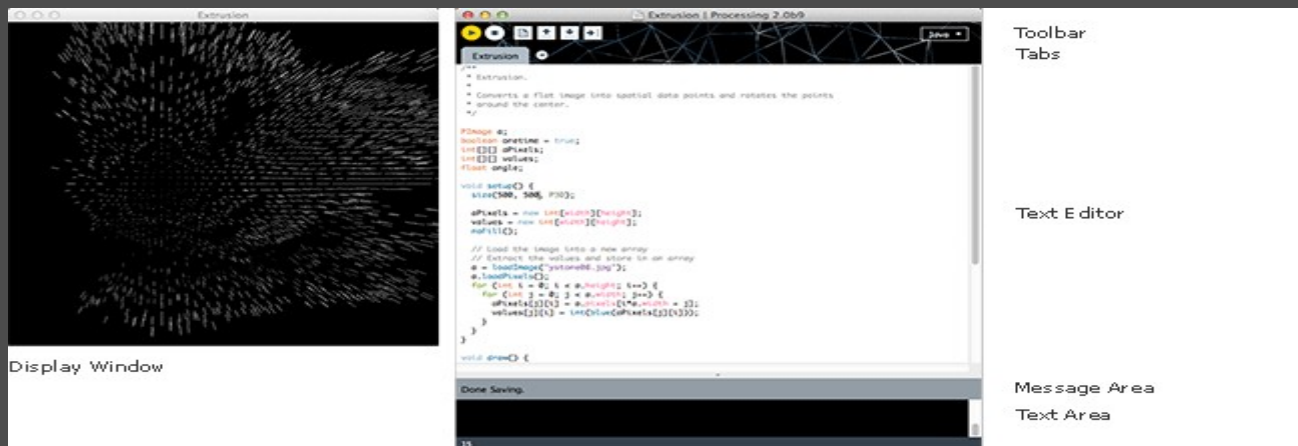 Extrusion
Display Window
Extrusion | Processing 2.0b9
Java
Extrusion
/**
* Extrusion.
*
* Converts a flat image into spatial data points and rotates the points
* around the center.
*/
PImage a;
boolean onetime = true;
int[][] aPixels;
int[][] values;
float angle;
void setup() {
size(500, 500, P3D);
aPixels = new int[width][height];
values = new int[width][height];
noFill();
// Load the image into a new array
// Extract the values and store in an array
a = loadImage("ystone08.jpg");
a.loadPixels();
for (int i = 0; i < a.height; i++) {
for (int j = 0; j < a.width; j++) {
aPixels[j][i] = a.pixels[i*a.width + j];
values[j][i] = int(blue(aPixels[j][i]));
}
}
}
void draw() {
Done Saving.
15
Toolbar
Tabs
Text Editor
Message Area
Text Area